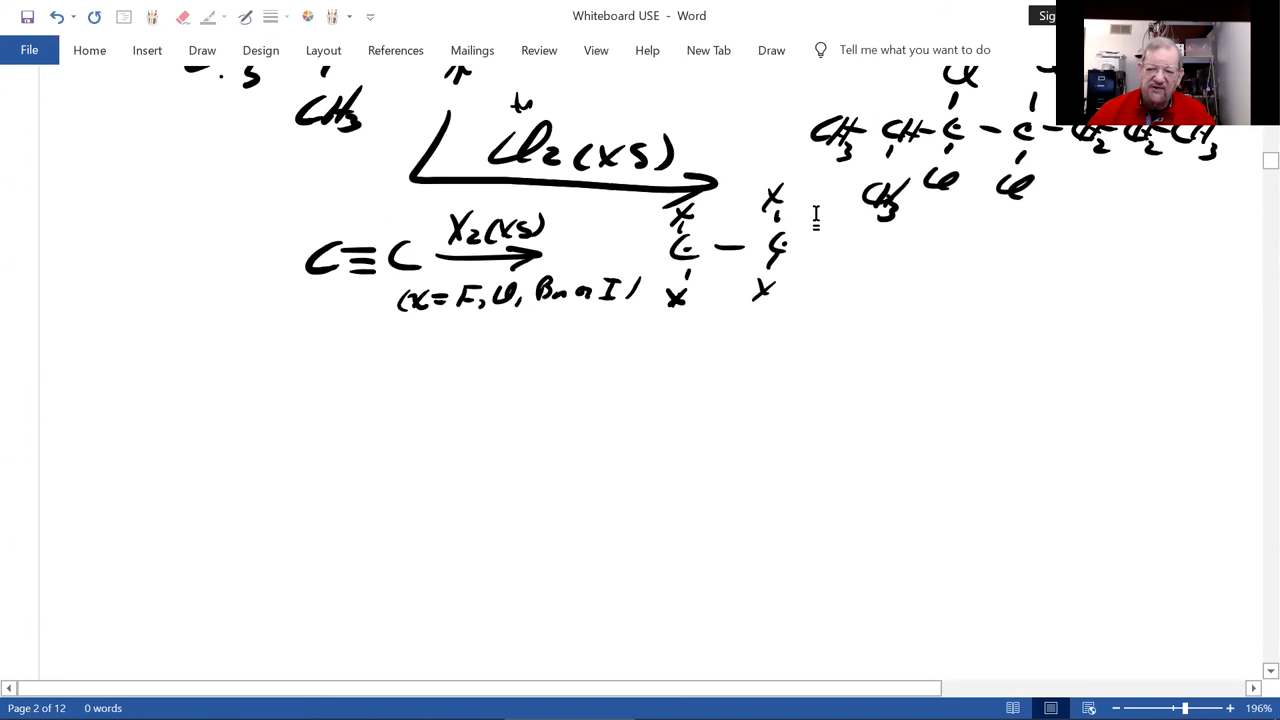 Whiteboard USE - Word
Sig
File Home Insert Draw Design Layout References Mailings Review View Help New Tab Draw Tell me what you want to do
CH3
Cl2 (xs)
CH3 - CH - C - C - CH2 - CH2 - CH3
CH3 Cl Cl
X X
C≡C X2(xs) C - C
(x = F, Cl, Br or I) X X
Page 2 of 12 0 words 196%